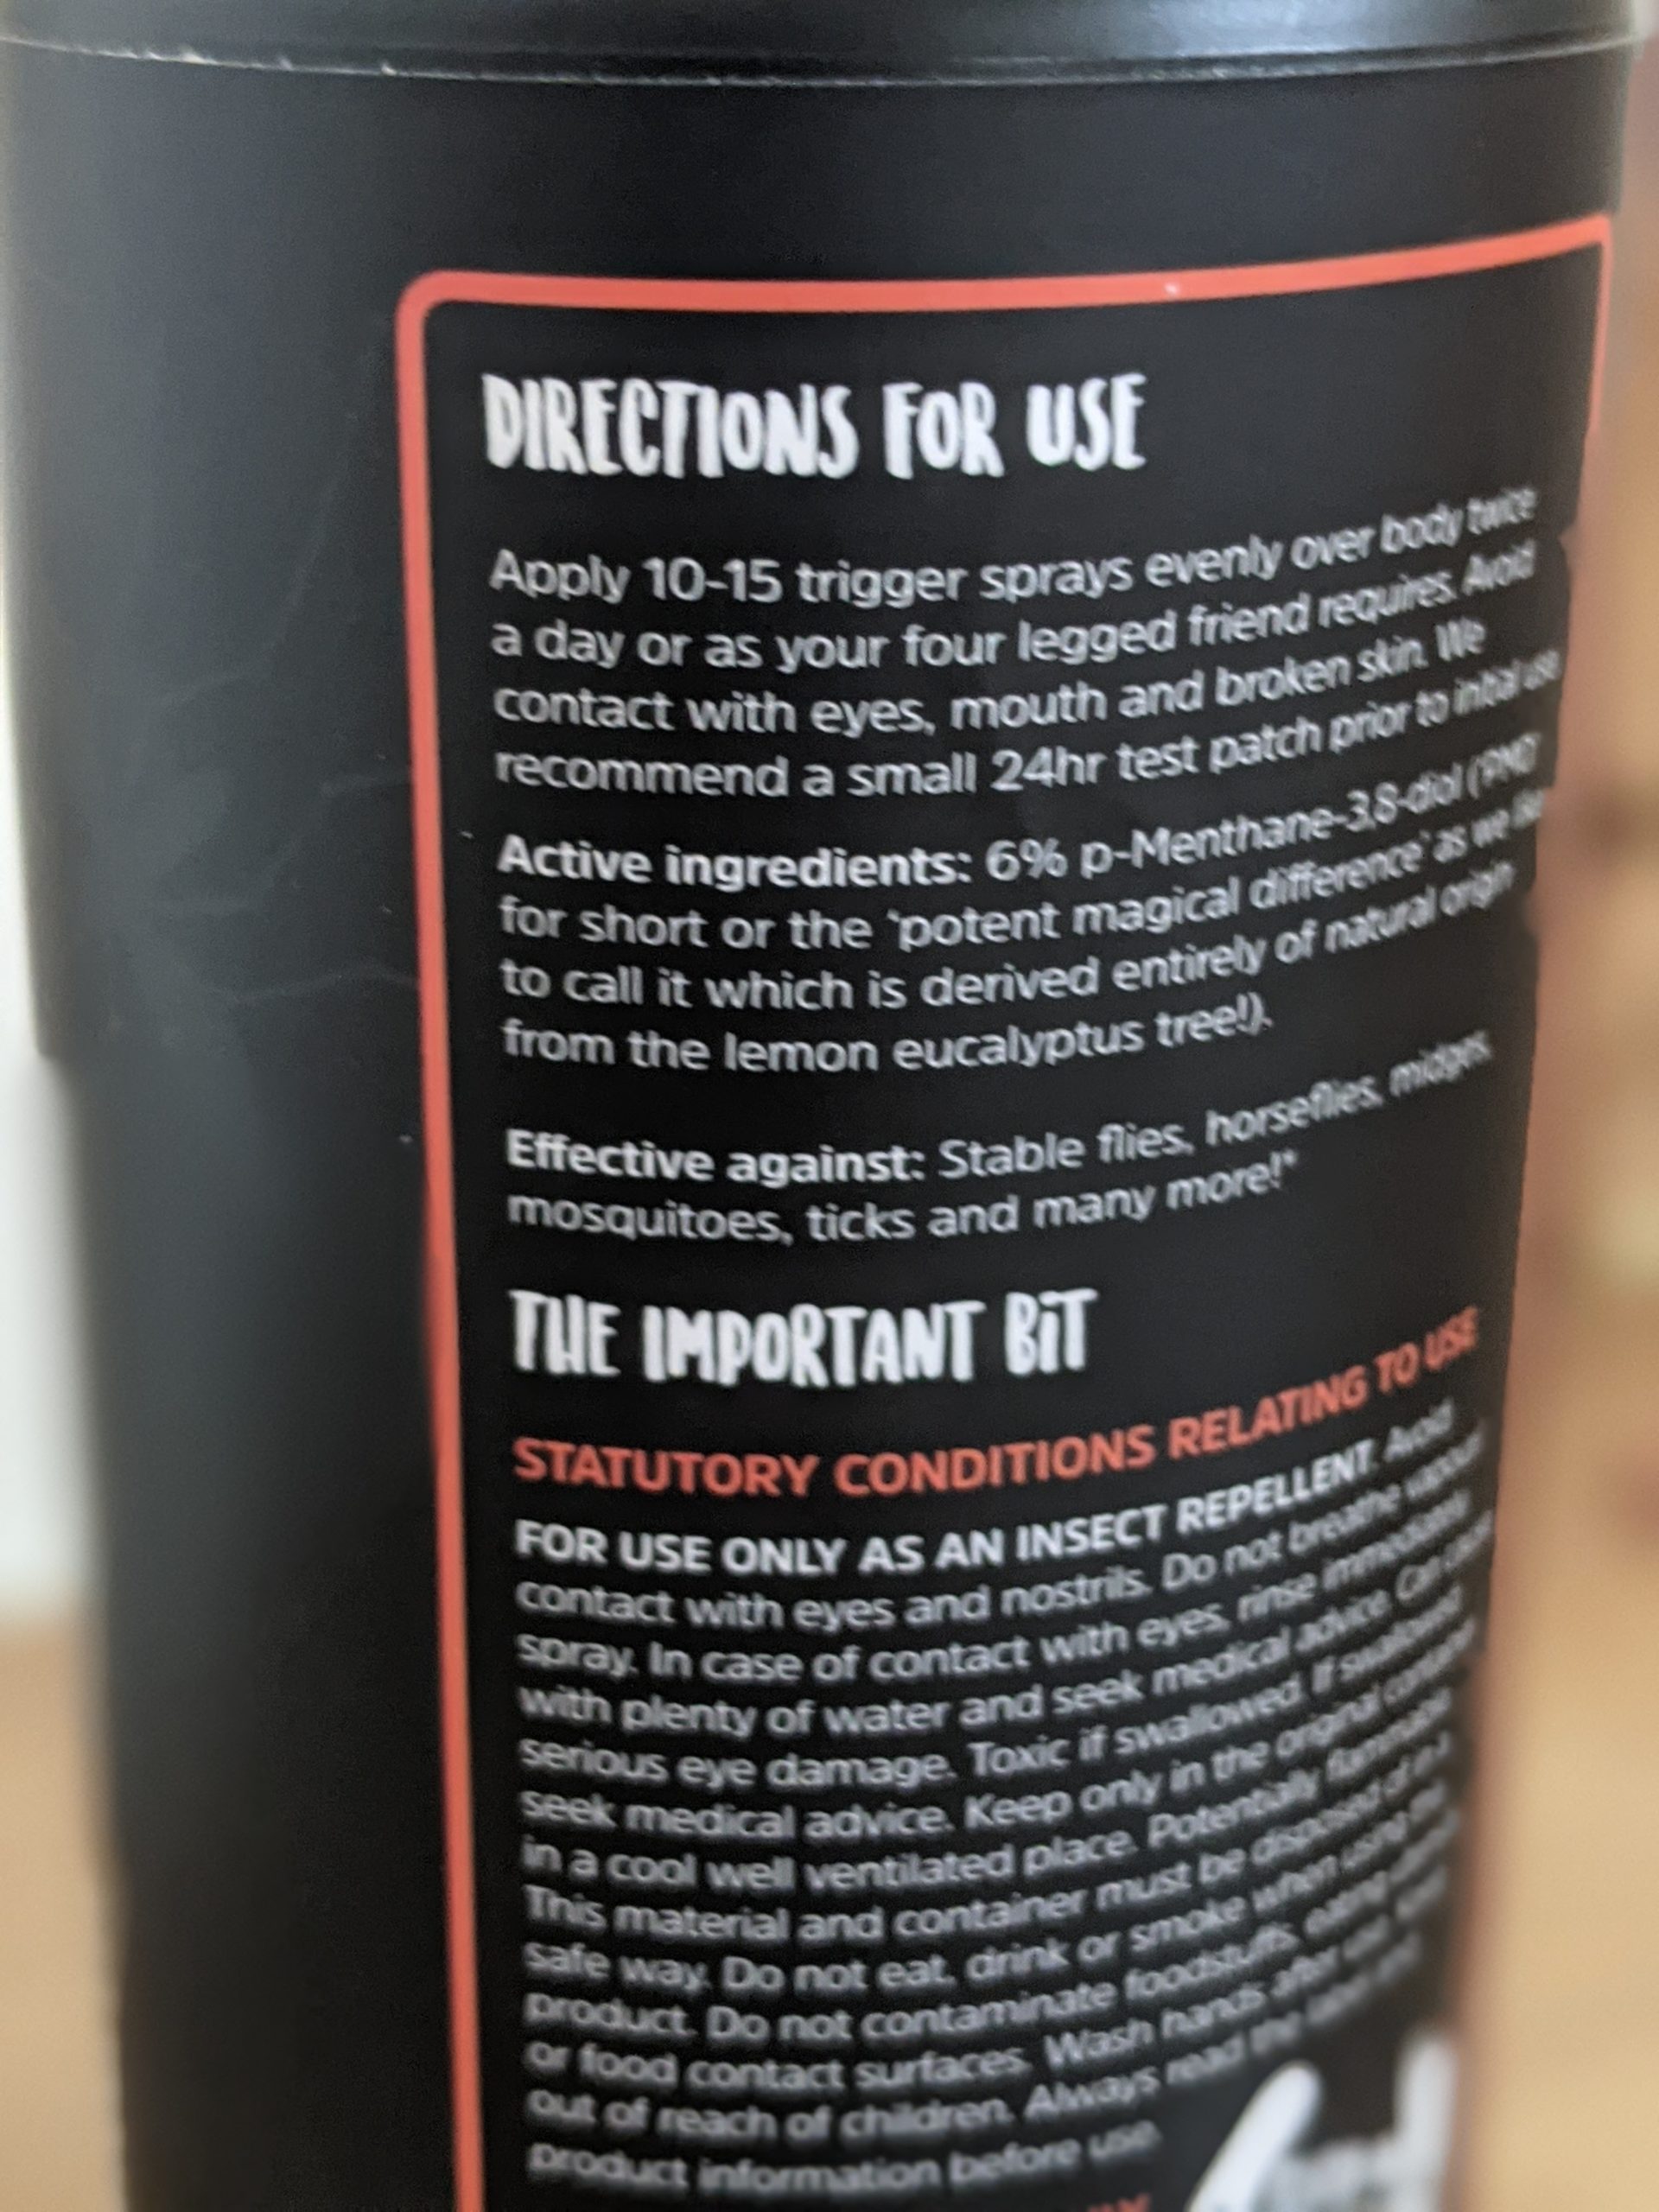 DIRECTIONS FOR USE
Apply 10-15 trigger sprays evenly over body twice
a day or as your four legged friend requires. Avoid
contact with eyes, mouth and broken skin. We
recommend a small 24hr test patch prior to initial use
Active ingredients: 6% p-Menthane-3,8-diol ('PMD'
for short or the 'potent magical difference' as we like
to call it which is derived entirely of natural origin
from the lemon eucalyptus tree!).
Effective against: Stable flies, horseflies, midges,
mosquitoes, ticks and many more!*
THE IMPORTANT BIT
STATUTORY CONDITIONS RELATING TO USE
FOR USE ONLY AS AN INSECT REPELLENT. Avoid
contact with eyes and nostrils. Do not breathe vapour
spray. In case of contact with eyes, rinse immediately
with plenty of water and seek medical advice. Can cause
serious eye damage. Toxic if swallowed. If swallowed
seek medical advice. Keep only in the original container
in a cool well ventilated place. Potentially flammable
This material and container must be disposed of in a
safe way. Do not eat, drink or smoke when using this
product. Do not contaminate foodstuffs, eating
or food contact surfaces. Wash hands after use.
out of reach of children. Always read the label and
product information before use.